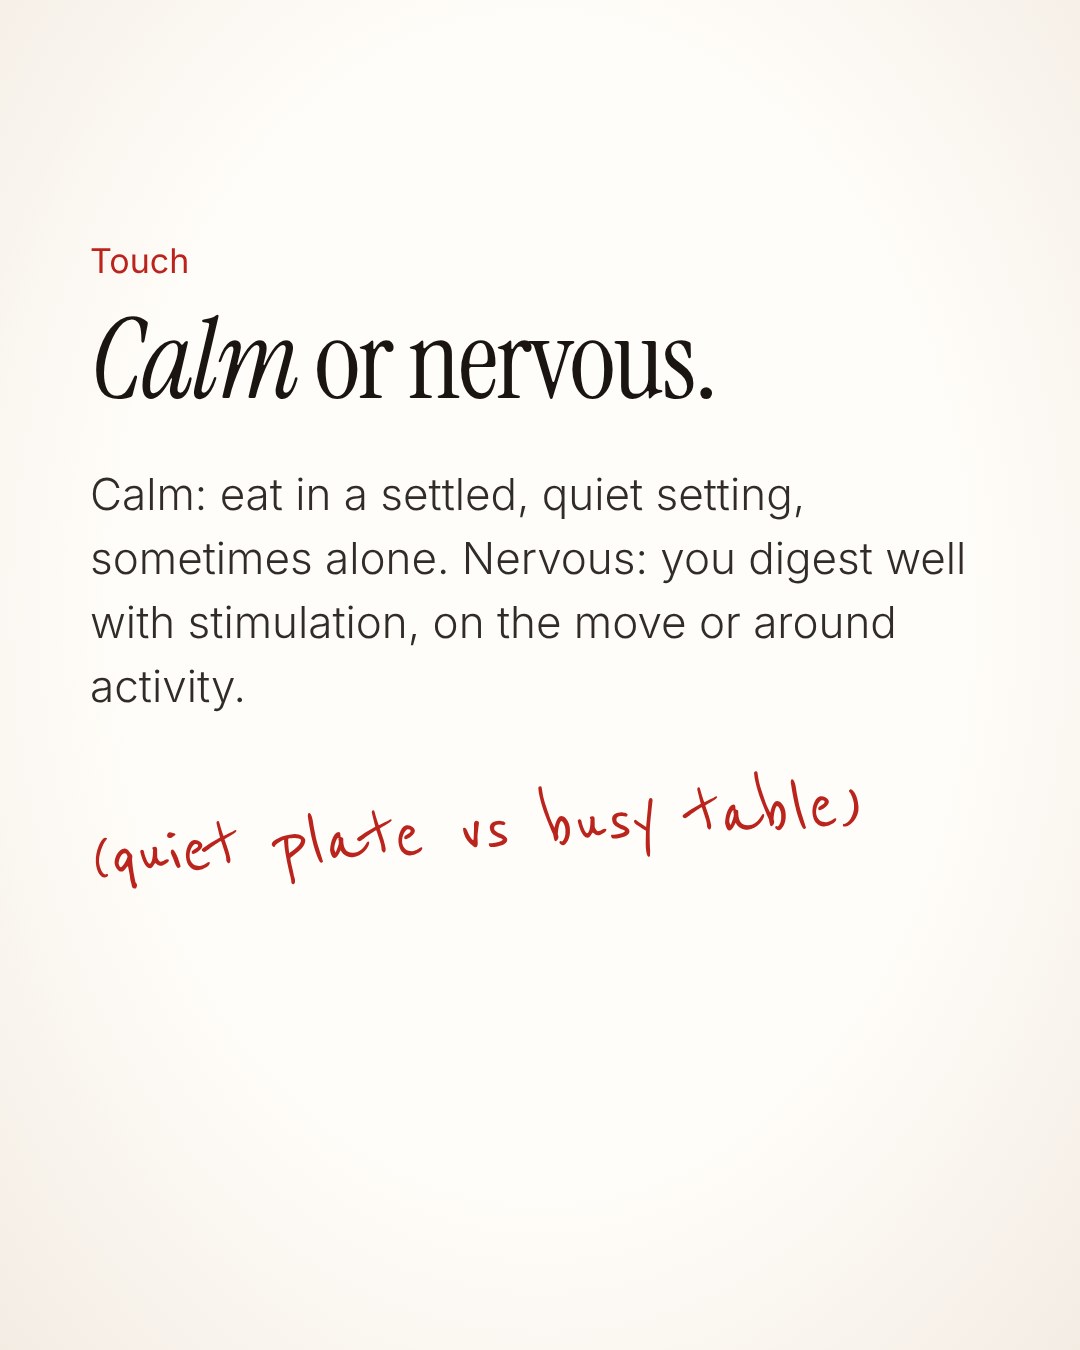 Touch
Calm or nervous.
Calm: eat in a settled, quiet setting,
sometimes alone. Nervous: you digest well
with stimulation, on the move or around
activity.
(quiet plate vs busy table)